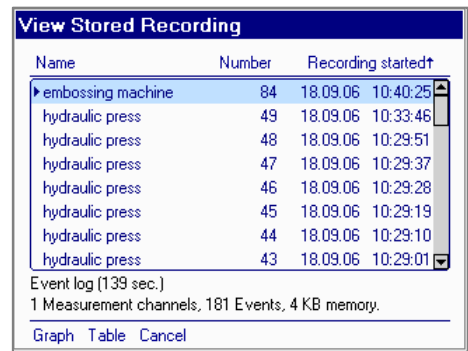 View Stored Recording
Name Number Recording started↑
embossing machine 84 18.09.06 10:40:25
hydraulic press 49 18.09.06 10:33:46
hydraulic press 48 18.09.06 10:29:51
hydraulic press 47 18.09.06 10:29:37
hydraulic press 46 18.09.06 10:29:28
hydraulic press 45 18.09.06 10:29:19
hydraulic press 44 18.09.06 10:29:10
hydraulic press 43 18.09.06 10:29:01
Event log (139 sec.)
1 Measurement channels, 181 Events, 4 KB memory.
Graph Table Cancel